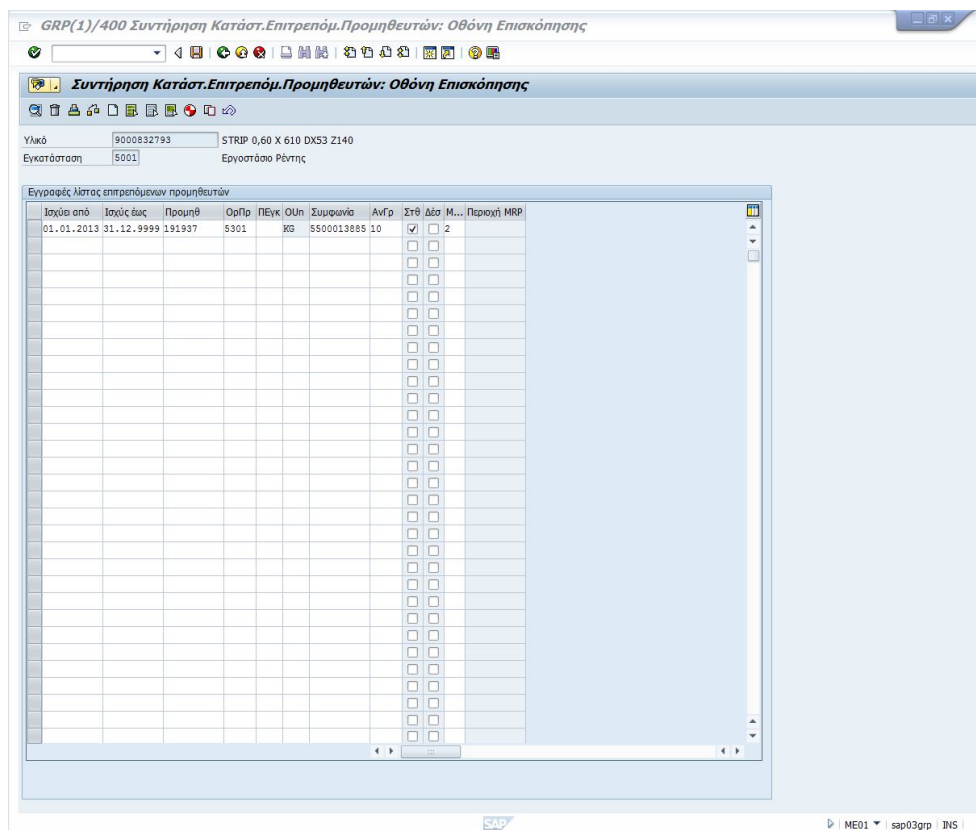 GRP(1)/400 Συντήρηση Κατάστ.Επιτρεπόμ.Προμηθευτών: Οθόνη Επισκόπησης
Συντήρηση Κατάστ.Επιτρεπόμ.Προμηθευτών: Οθόνη Επισκόπησης
Υλικό 9000832793 STRIP 0,60 X 610 DX53 Z140
Εγκατάσταση 5001 Εργοστάσιο Ρέντης
Εγγραφές λίστας επιτρεπόμενων προμηθευτών
Ισχύει από Ισχύς έως Προμηθ ΟρΠρ ΠΕγκ OUn Συμφωνία ΑνΓρ Στθ Δέσ M... Περιοχή MRP
01.01.2013 31.12.9999 191937 5301 KG 5500013885 10 2
SAP
ME01 sap03grp INS